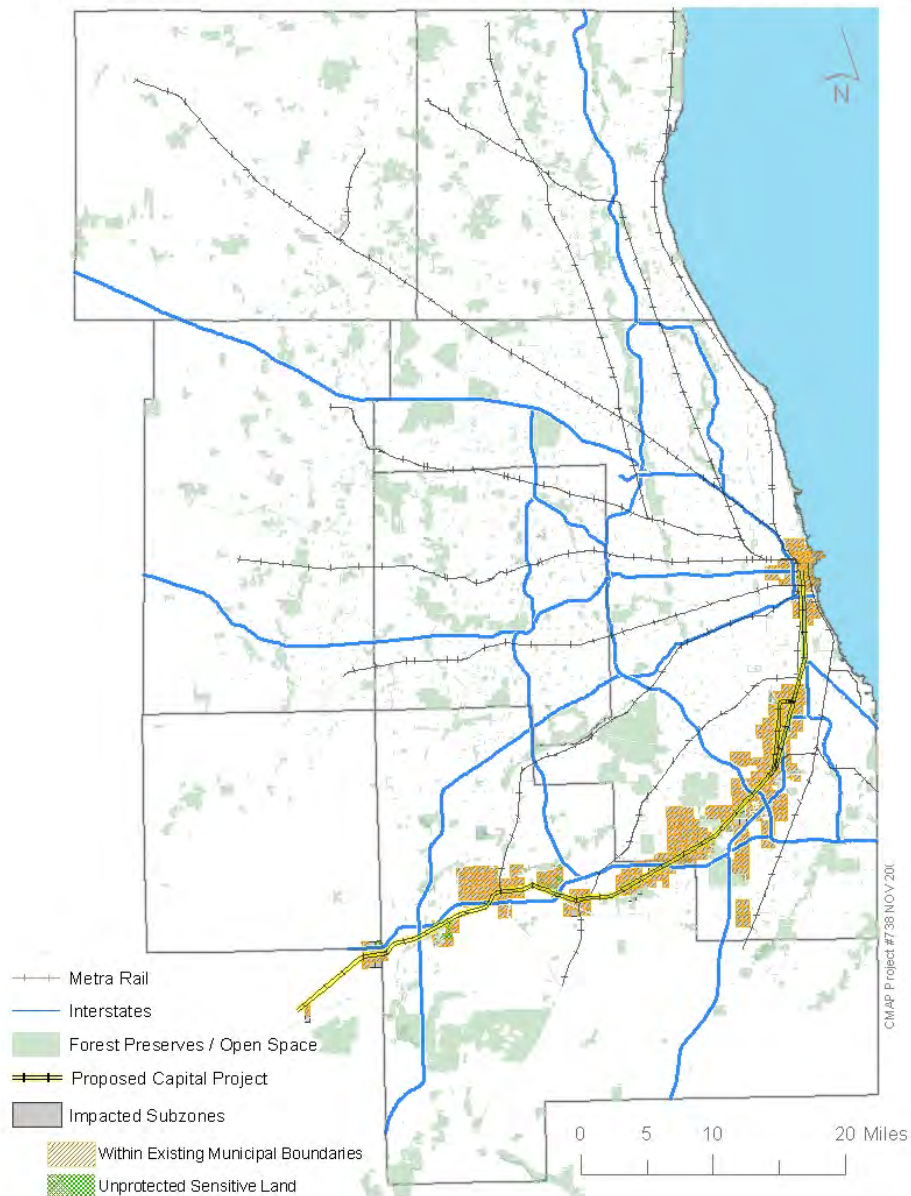 N
Metra Rail
Interstates
Forest Preserves / Open Space
Proposed Capital Project
Impacted Subzones
Within Existing Municipal Boundaries
Unprotected Sensitive Land
0 5 10 20 Miles
CMAP Project #738 NOV